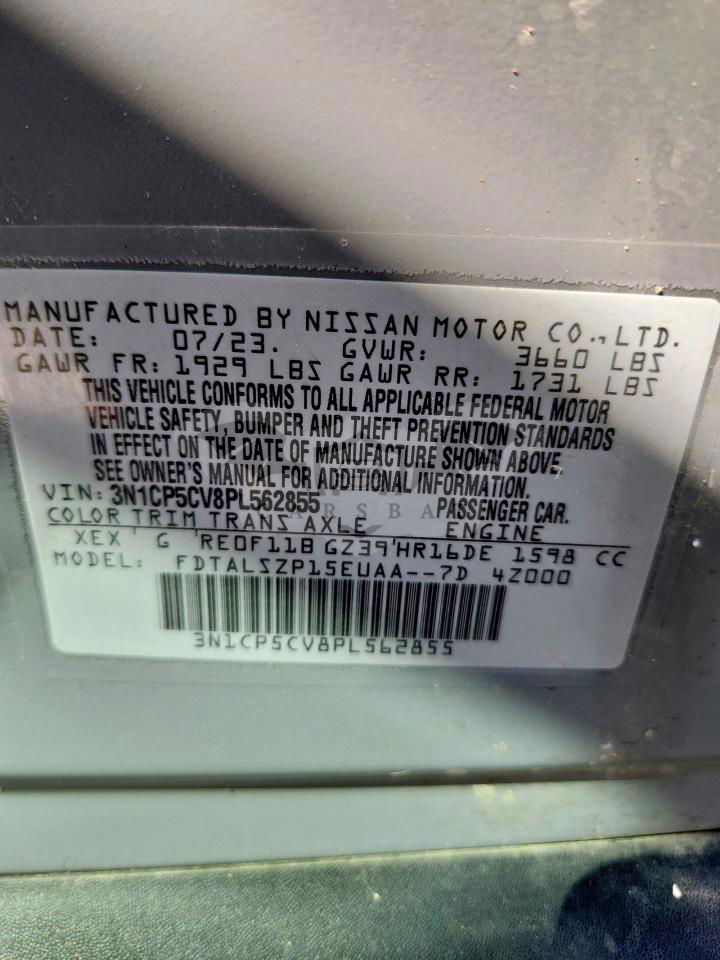 MANUFACTURED BY NISSAN MOTOR CO., LTD.
DATE: 07/23. GVWR: 3660 LBS
GAWR FR: 1929 LBS GAWR RR: 1731 LBS
THIS VEHICLE CONFORMS TO ALL APPLICABLE FEDERAL MOTOR
VEHICLE SAFETY, BUMPER AND THEFT PREVENTION STANDARDS
IN EFFECT ON THE DATE OF MANUFACTURE SHOWN ABOVE,
SEE OWNER'S MANUAL FOR ADDITIONAL INFORMATION.
VIN: 3N1CP5CV8PL562855 PASSENGER CAR.
COLOR TRIM TRANS AXLE ENGINE
XEX' G 'RE0F11B GZ39'HR16DE 1598 CC
MODEL: FDTALSZP15EUAA--7D 4Z000
3N1CP5CV8PL562855